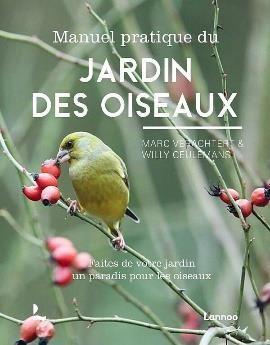 Manuel pratique du
JARDIN
DES OISEAUX
MARC VERACHTERT &
WILLY CEULEMANS
Faites de votre jardin
un paradis pour les oiseaux
Lannoo